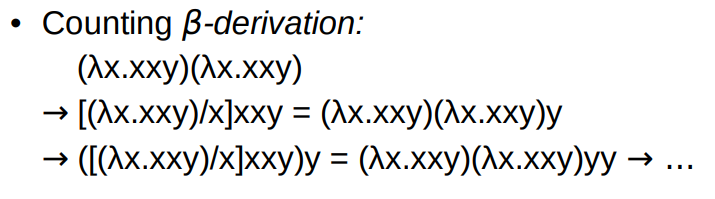 • Counting β-derivation:
(λx.xxy)(λx.xxy)
→ [(λx.xxy)/x]xxy = (λx.xxy)(λx.xxy)y
→ ([(λx.xxy)/x]xxy)y = (λx.xxy)(λx.xxy)yy → …